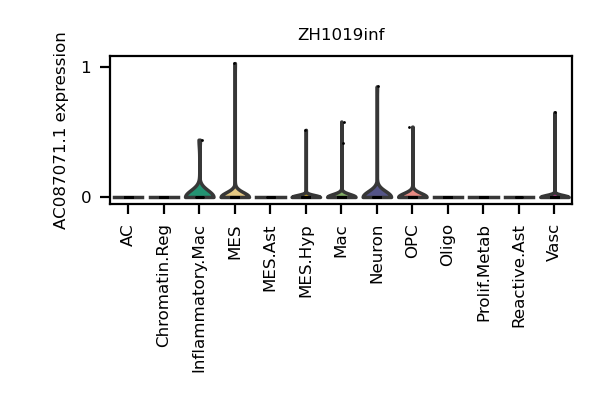 ZH1019inf
AC087071.1 expression
1
0
AC
Chromatin.Reg
Inflammatory.Mac
MES
MES.Ast
MES.Hyp
Mac
Neuron
OPC
Oligo
Prolif.Metab
Reactive.Ast
Vasc